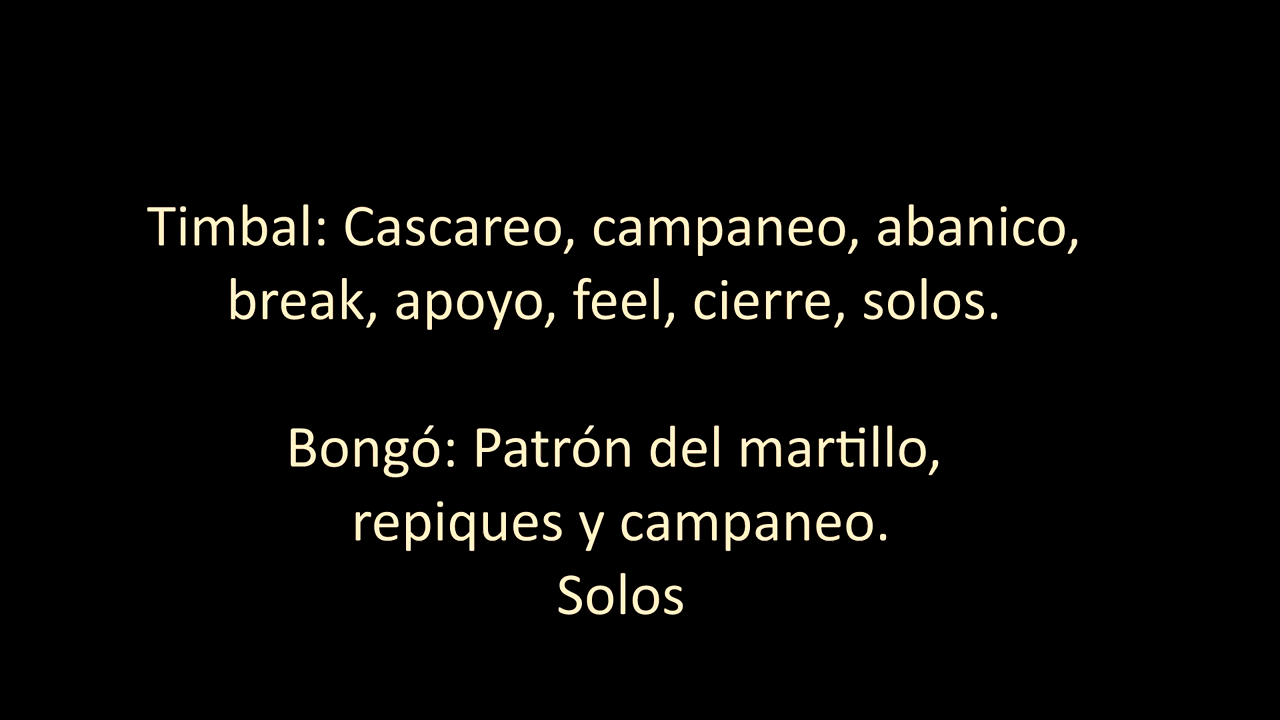 Timbal: Cascareo, campaneo, abanico,
break, apoyo, feel, cierre, solos.
Bongó: Patrón del martillo,
repiques y campaneo.
Solos